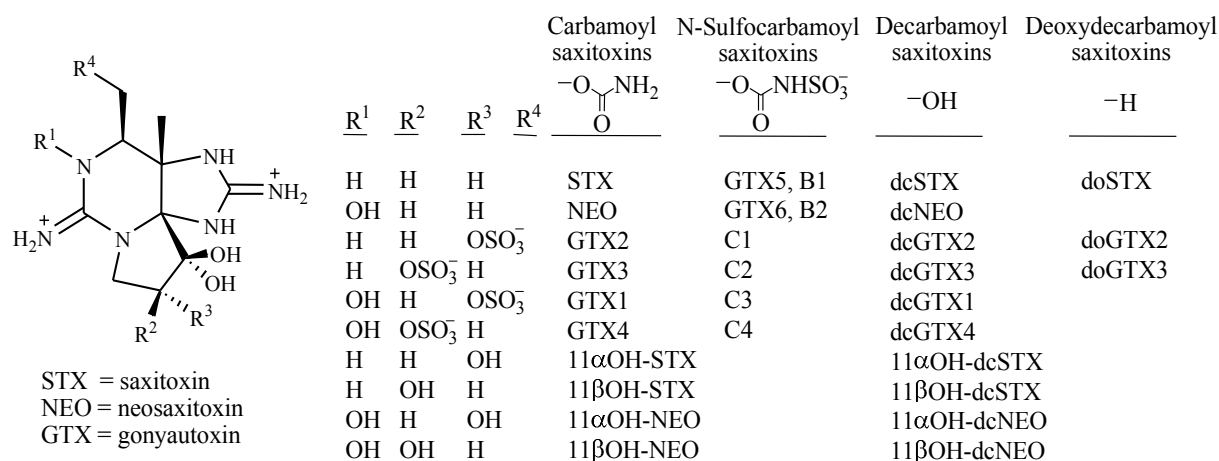 Carbamoyl saxitoxins N-Sulfocarbamoyl saxitoxins Decarbamoyl saxitoxins Deoxydecarbamoyl saxitoxins
R¹ R² R³ R⁴ ⁻O NH₂ O ⁻O NHSO₃⁻ O ⁻OH ⁻H
H H H STX GTX5, B1 dcSTX doSTX
OH H H NEO GTX6, B2 dcNEO
H H OSO₃⁻ GTX2 C1 dcGTX2 doGTX2
H OSO₃⁻ H GTX3 C2 dcGTX3 doGTX3
OH H OSO₃⁻ GTX1 C3 dcGTX1
OH OSO₃⁻ H GTX4 C4 dcGTX4
H H OH 11αOH-STX 11αOH-dcSTX
H OH H 11βOH-STX 11βOH-dcSTX
OH H OH 11αOH-NEO 11αOH-dcNEO
OH OH H 11βOH-NEO 11βOH-dcNEO
R⁴
R¹
N NH
+
NH₂
+
H₂N N NH
OH
OH
R³
R²
STX = saxitoxin
NEO = neosaxitoxin
GTX = gonyautoxin